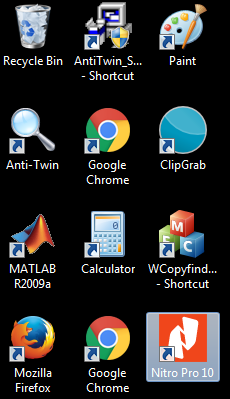 Recycle Bin
AntiTwin_S...
- Shortcut
Paint
Anti-Twin
Google
Chrome
ClipGrab
MATLAB
R2009a
Calculator
WCopyfind...
- Shortcut
Mozilla
Firefox
Google
Chrome
Nitro Pro 10